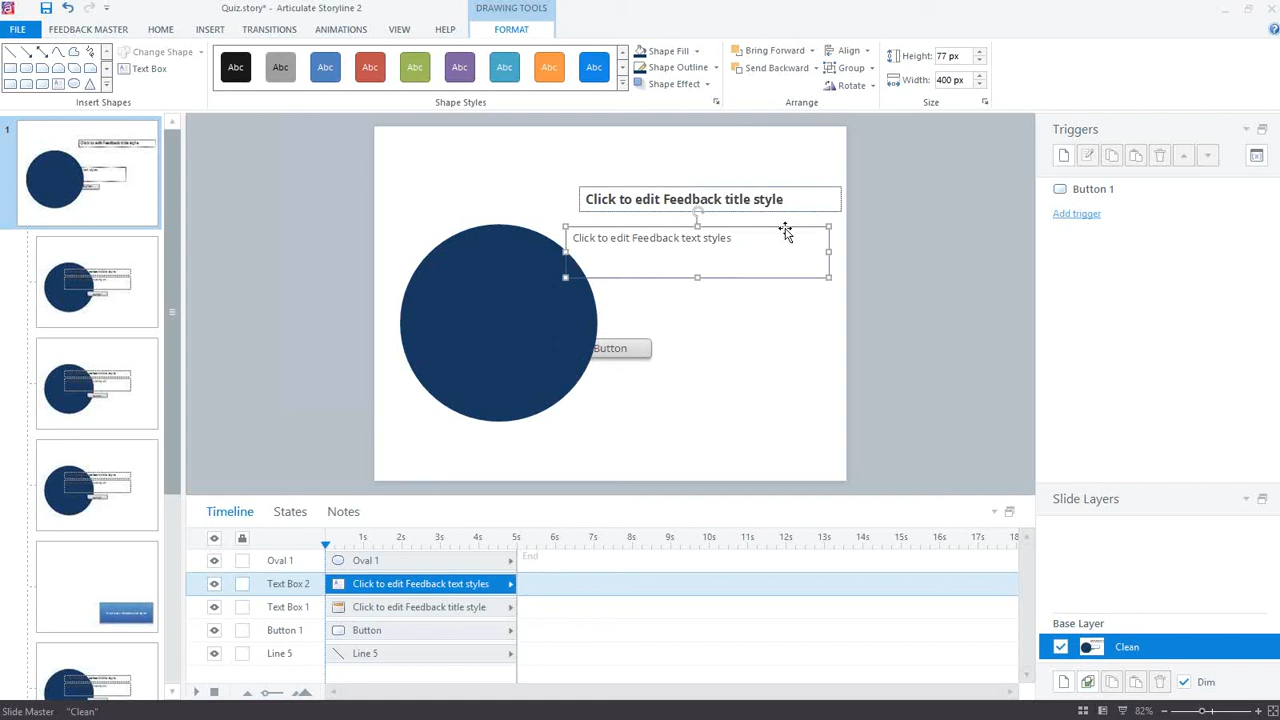 Quiz.story* - Articulate Storyline 2
DRAWING TOOLS
FILE
FEEDBACK MASTER
HOME
INSERT
TRANSITIONS
ANIMATIONS
VIEW
HELP
FORMAT
Change Shape
Text Box
Insert Shapes
Abc Abc Abc Abc Abc Abc Abc Abc Abc
Shape Styles
Shape Fill
Shape Outline
Shape Effect
Bring Forward
Send Backward
Align
Group
Rotate
Arrange
Height: 77 px
Width: 400 px
Size
1
Click to edit Feedback title style
Click to edit Feedback title style
Click to edit Feedback text styles
Button
Triggers
Button 1
Add trigger
Timeline
States
Notes
1s 2s 3s 4s 5s 6s 7s 8s 9s 10s 11s 12s 13s 14s 15s 16s 17s 18
End
Oval 1
Oval 1
Text Box 2
Click to edit Feedback text styles
Text Box 1
Click to edit Feedback title style
Button 1
Button
Line 5
Line 5
Slide Layers
Base Layer
Clean
Dim
Slide Master
"Clean"
82%